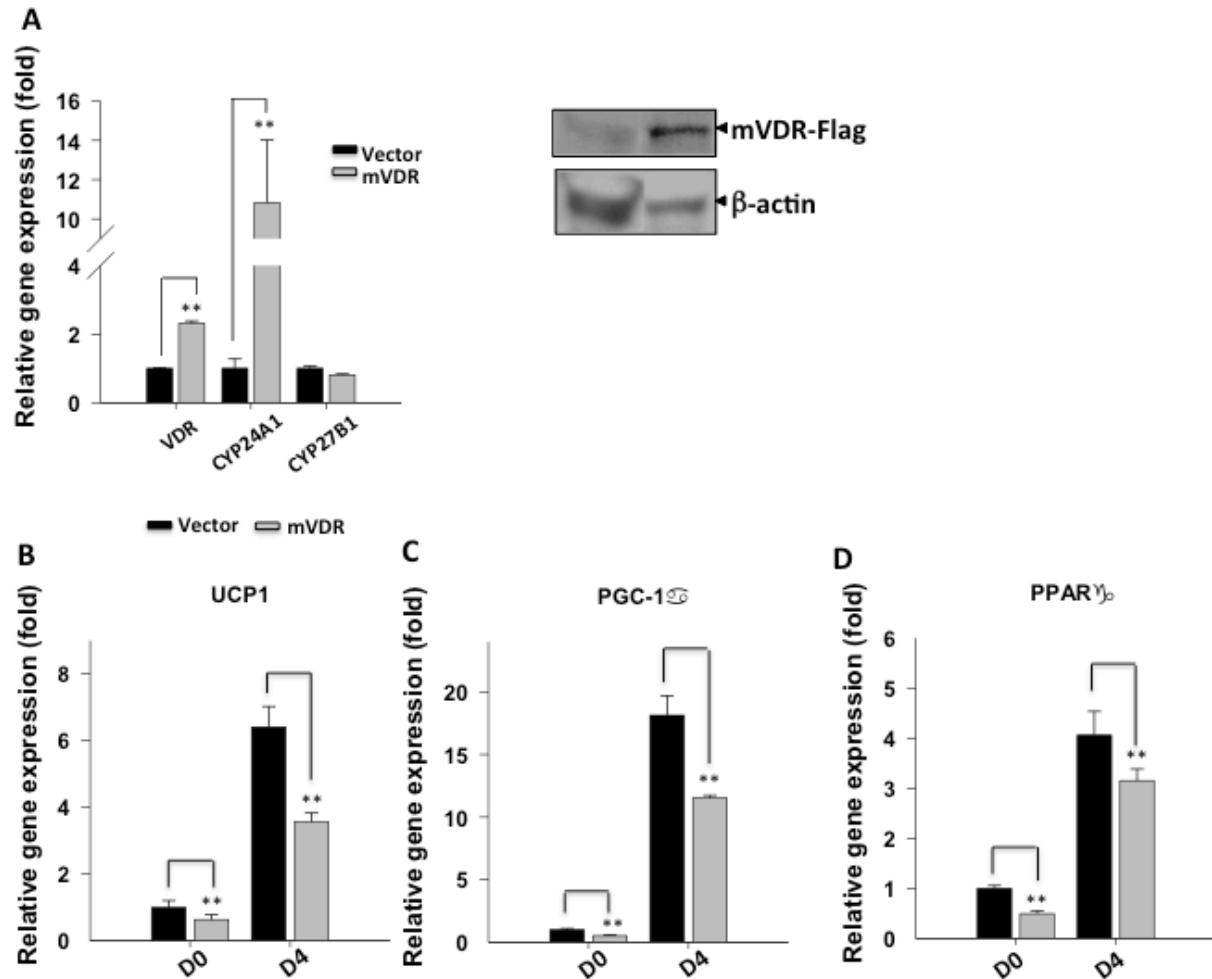 A
Relative gene expression (fold)
16
14
12
10
4
2
0
**
**
VDR
CYP24A1
CYP27B1
Vector
mVDR
mVDR-Flag
β-actin
Vector mVDR
B
UCP1
Relative gene expression (fold)
8
6
4
2
0
**
**
D0
D4
C
PGC-1♋
Relative gene expression (fold)
20
15
10
5
0
**
**
D0
D4
D
PPAR♑
Relative gene expression (fold)
6
5
4
3
2
1
0
**
**
D0
D4